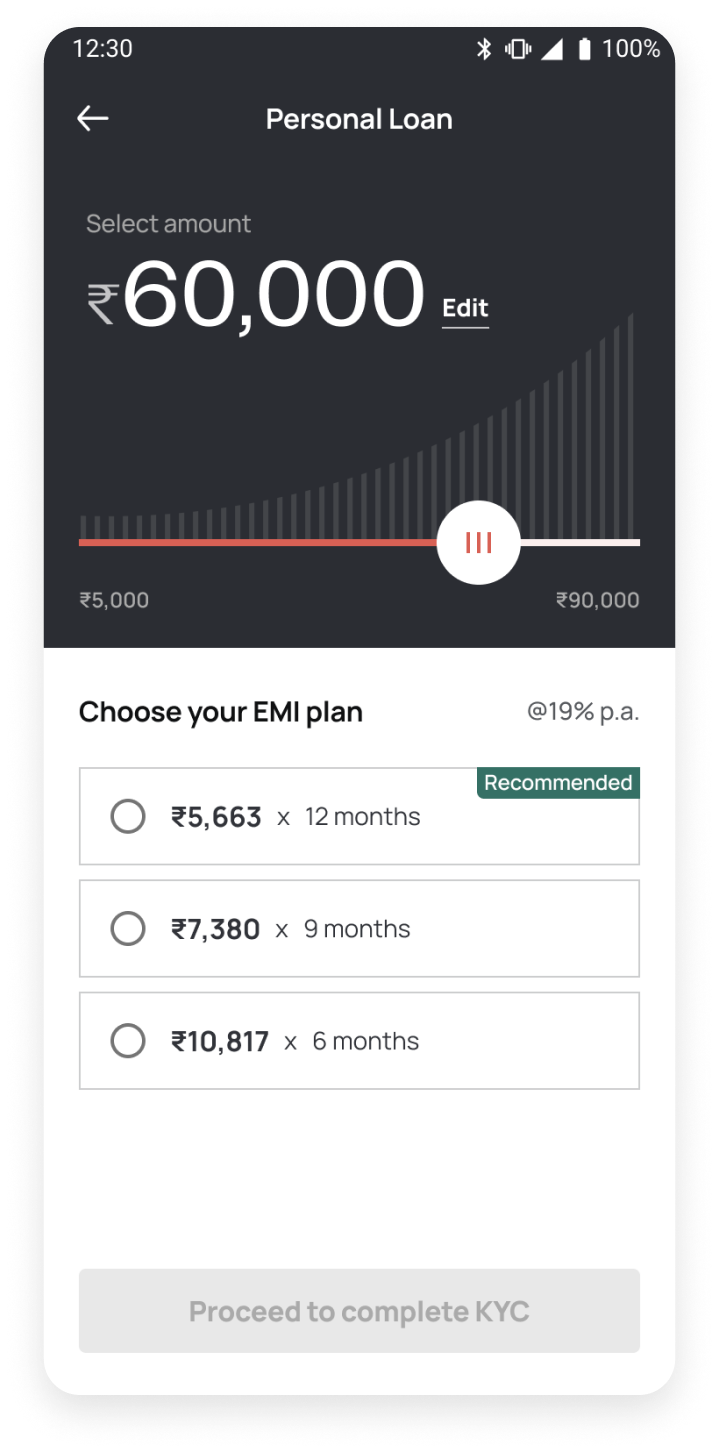 12:30 100%
Personal Loan
Select amount
₹60,000 Edit
₹5,000 ₹90,000
Choose your EMI plan @19% p.a.
Recommended
₹5,663 x 12 months
₹7,380 x 9 months
₹10,817 x 6 months
Proceed to complete KYC